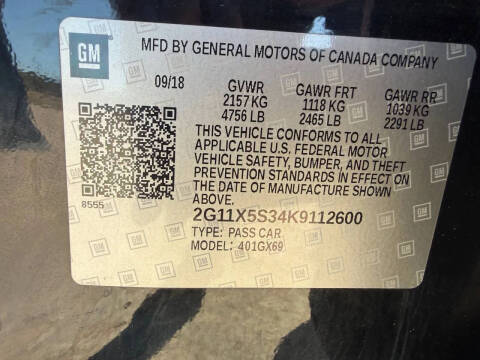 GM
MFD BY GENERAL MOTORS OF CANADA COMPANY
09/18 GVWR GAWR FRT GAWR RR
2157 KG 1118 KG 1039 KG
4756 LB 2465 LB 2291 LB
THIS VEHICLE CONFORMS TO ALL
APPLICABLE U.S. FEDERAL MOTOR
VEHICLE SAFETY, BUMPER, AND THEFT
PREVENTION STANDARDS IN EFFECT ON
THE DATE OF MANUFACTURE SHOWN
ABOVE.
8555
2G11X5S34K9112600
TYPE: PASS CAR
MODEL: 401GX69